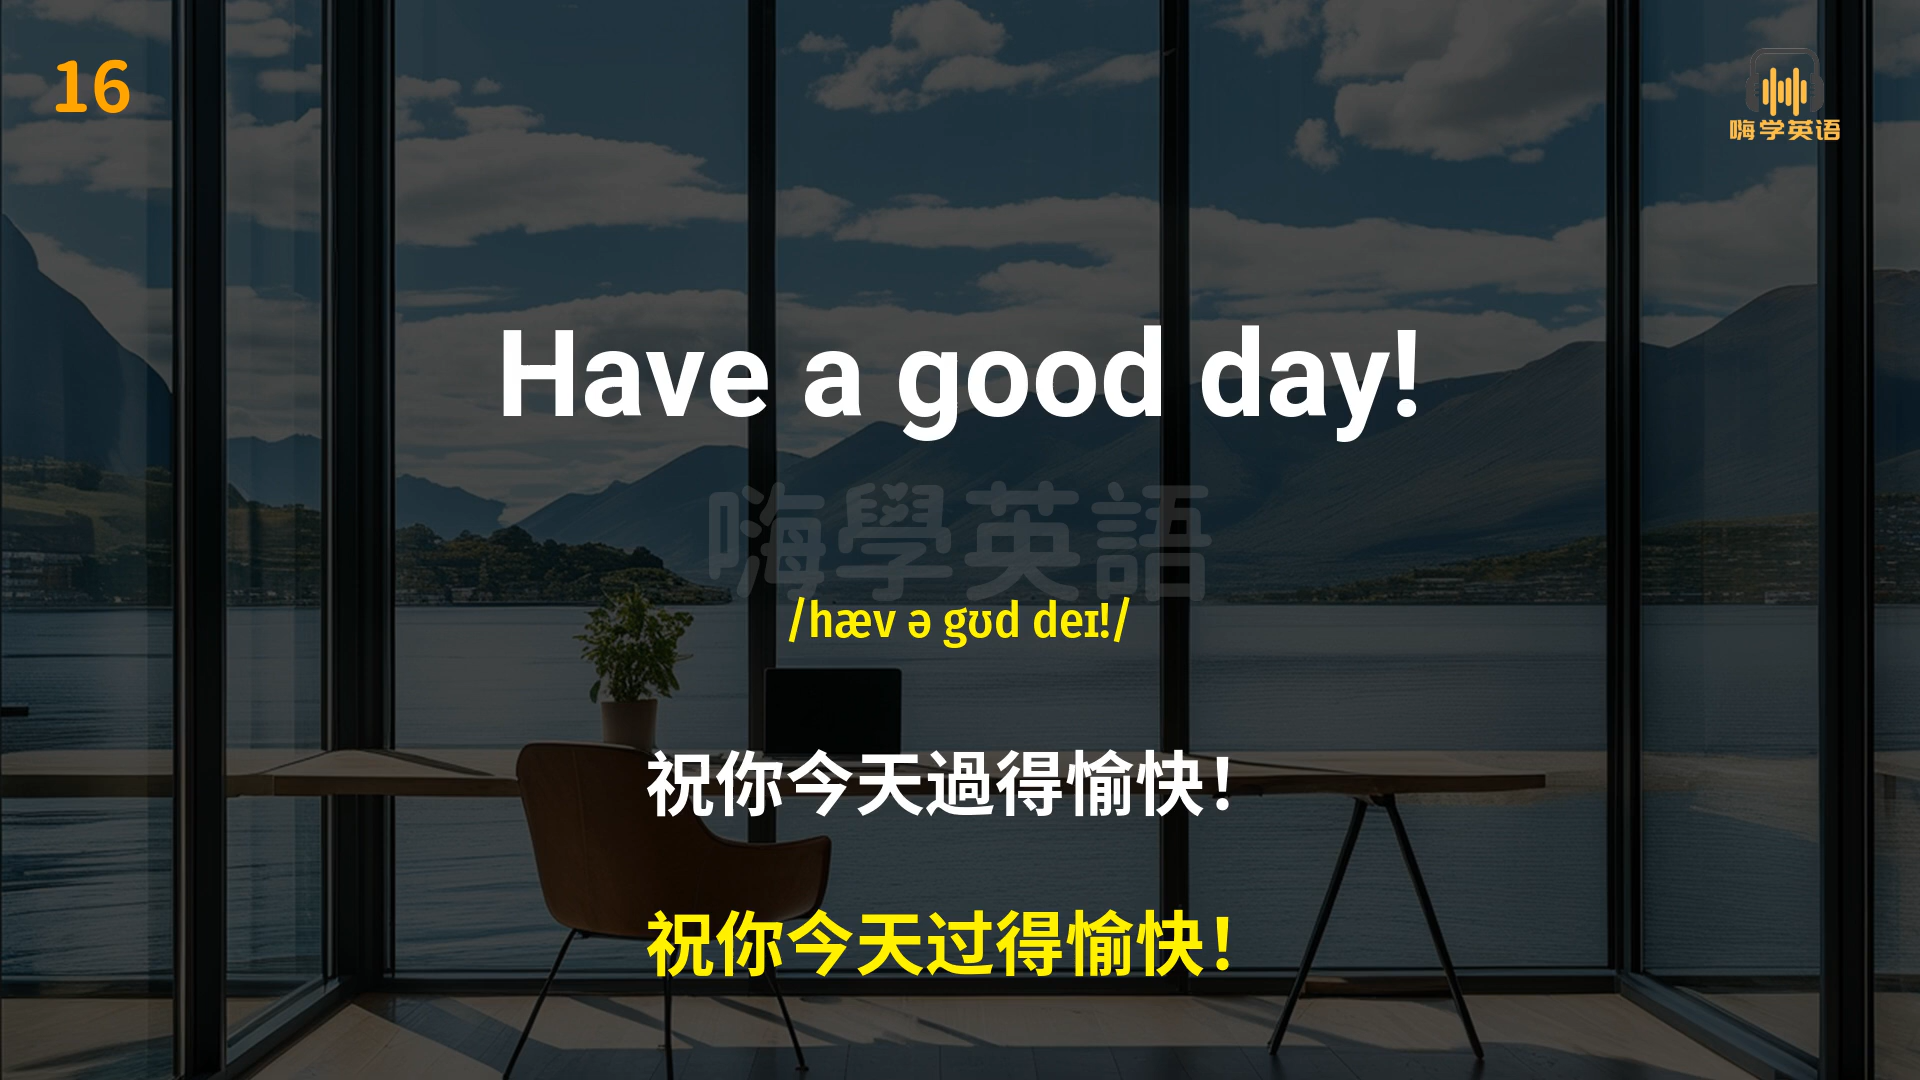 16
嗨学英语
Have a good day!
嗨學英語
/hæv ə gʊd deɪ!/
祝你今天過得愉快！
祝你今天过得愉快！